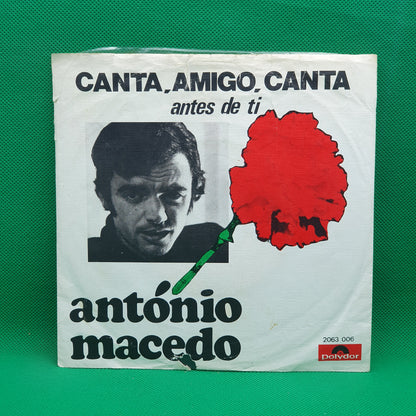 CANTA, AMIGO, CANTA
antes de ti
antónio
macedo
2063 006
Polydor